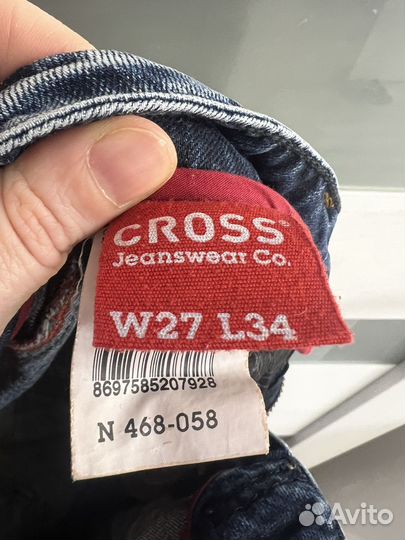 cROSS
Jeanswear Co.
W27 L34
8697585207928
N 468-058
Avito